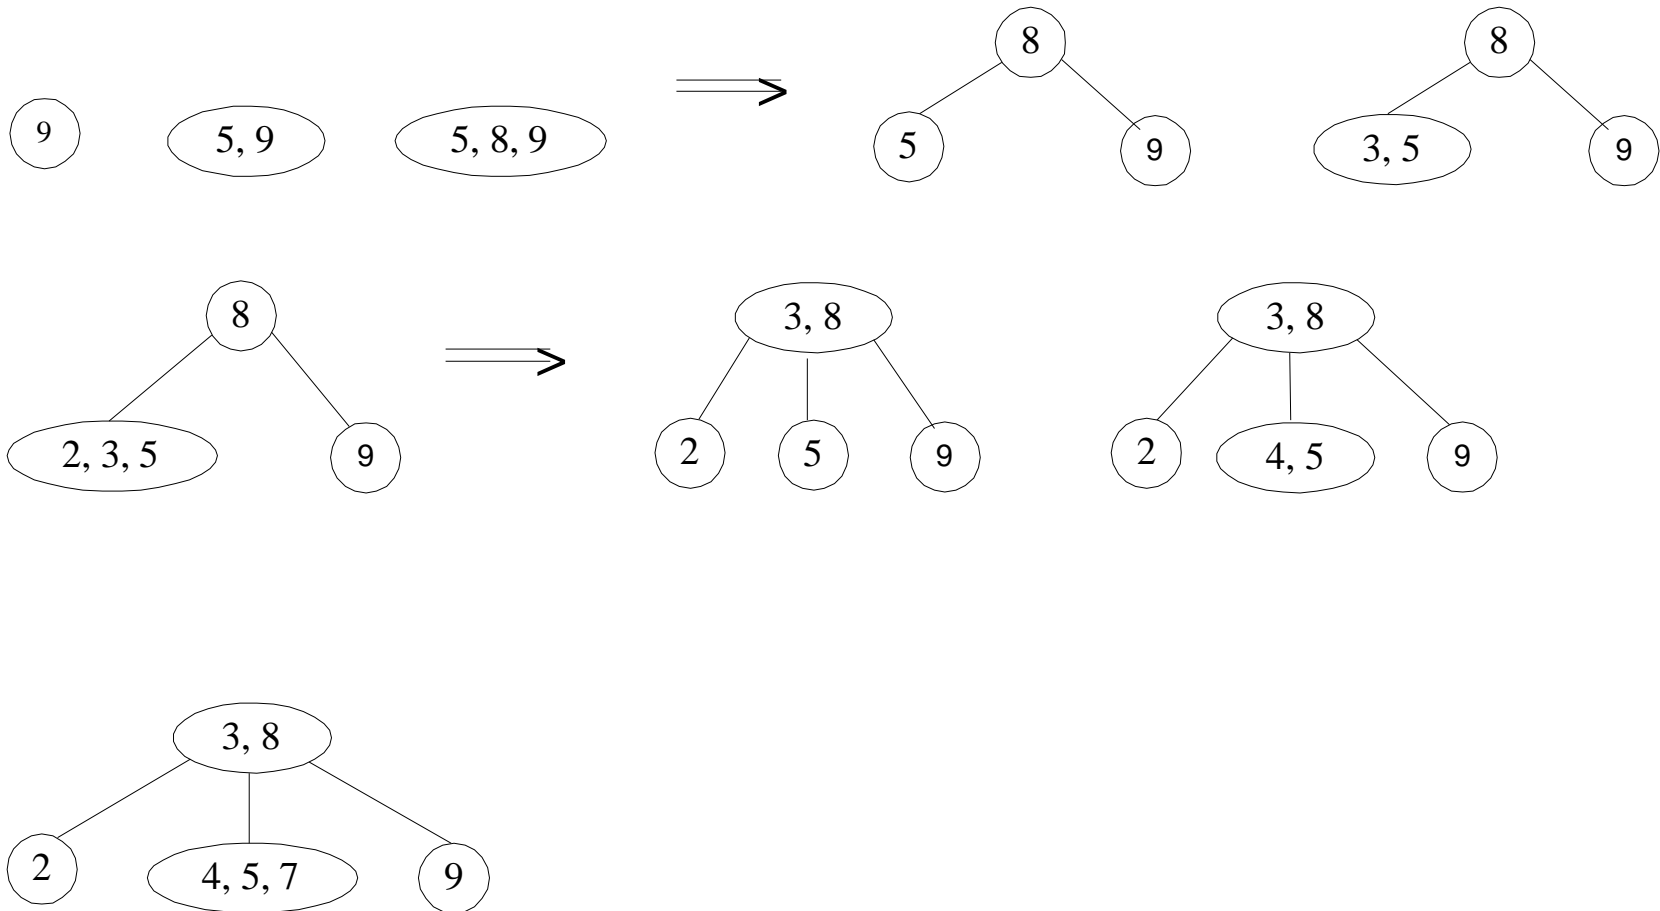 8 8
9 5, 9 5, 8, 9 ⟹ 5 9 3, 5 9
8 3, 8 3, 8
⟹
2, 3, 5 9 2 5 9 2 4, 5 9
3, 8
2 4, 5, 7 9